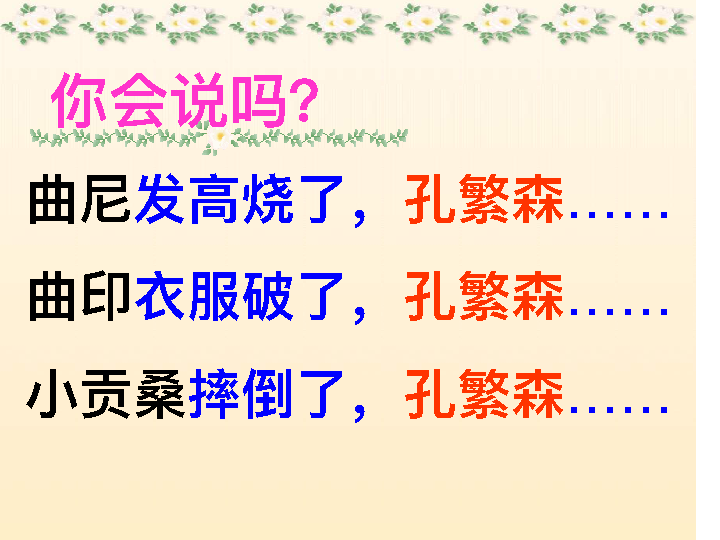 你会说吗？
曲尼发高烧了，孔繁森……
曲印衣服破了，孔繁森……
小贡桑摔倒了，孔繁森……